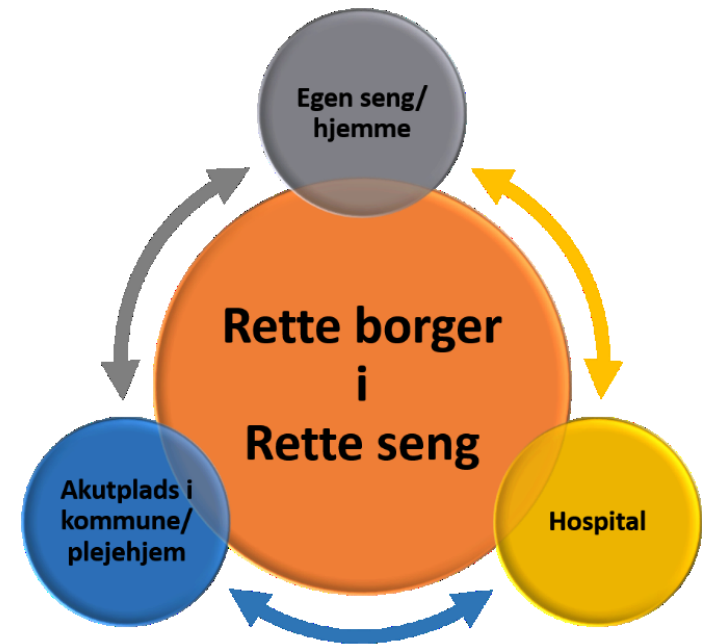 Egen seng/
hjemme
Rette borger
i
Rette seng
Akutplads i
kommune/
plejehjem
Hospital